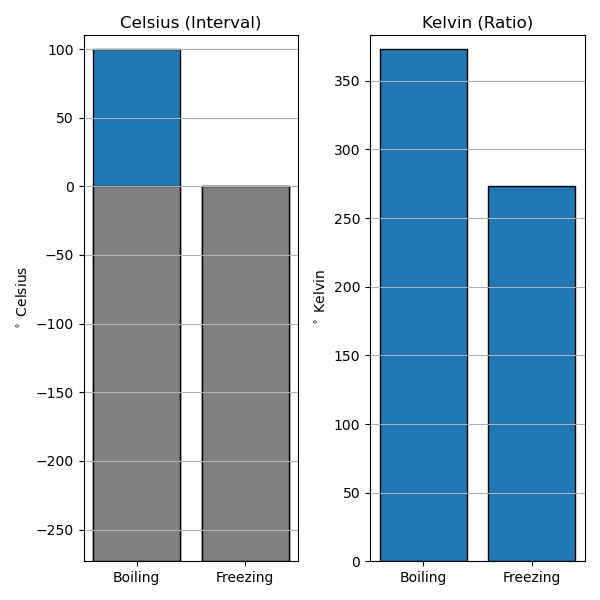 Celsius (Interval)
100
50
0
−50
−100
−150
−200
−250
° Celsius
Boiling
Freezing
Kelvin (Ratio)
350
300
250
200
150
100
50
0
° Kelvin
Boiling
Freezing